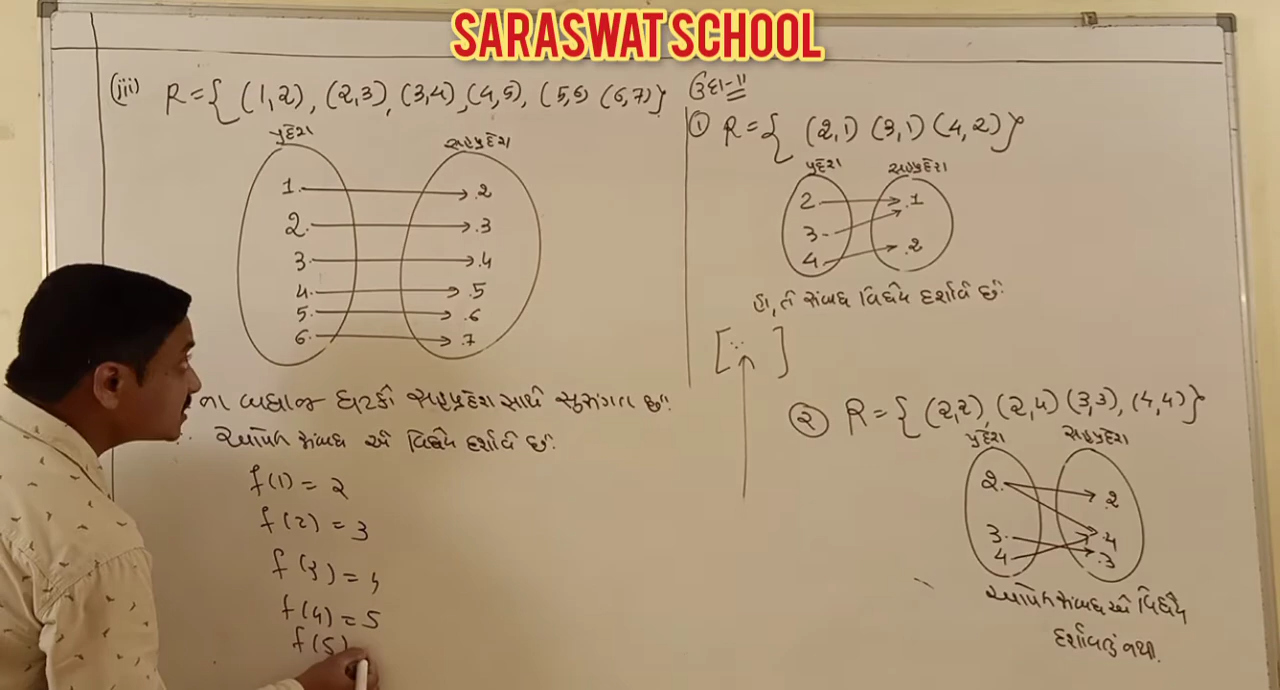 SARASWAT SCHOOL
(iii) R = { (1,2), (2,3), (3,4), (4,5), (5,6) (6,7) }
પ્રદેશ સહપ્રદેશ
1. .2
2. .3
3. .4
4. .5
5. .6
6. .7
ના બધાજ ઘટકો સહપ્રદેશ સાથે સુસંગત છે.
આપેલ સંબંધ એ વિધેય દર્શાવે છે.
f(1) = 2
f(2) = 3
f(3) = 4
f(4) = 5
f(5)
ઉદા-11
① R = { (2,1) (3,1) (4,2) }
પ્રદેશ સહપ્રદેશ
2. .1
3.
4. .2
હા, તે સંબંધ વિધેય દર્શાવે છે.
[∵ ]
② R = { (2,2) (2,4) (3,3), (4,4) }
પ્રદેશ સહપ્રદેશ
2. .2
3. .4
4. .3
આપેલ સંબંધ એ વિધેય
દર્શાવતું નથી.